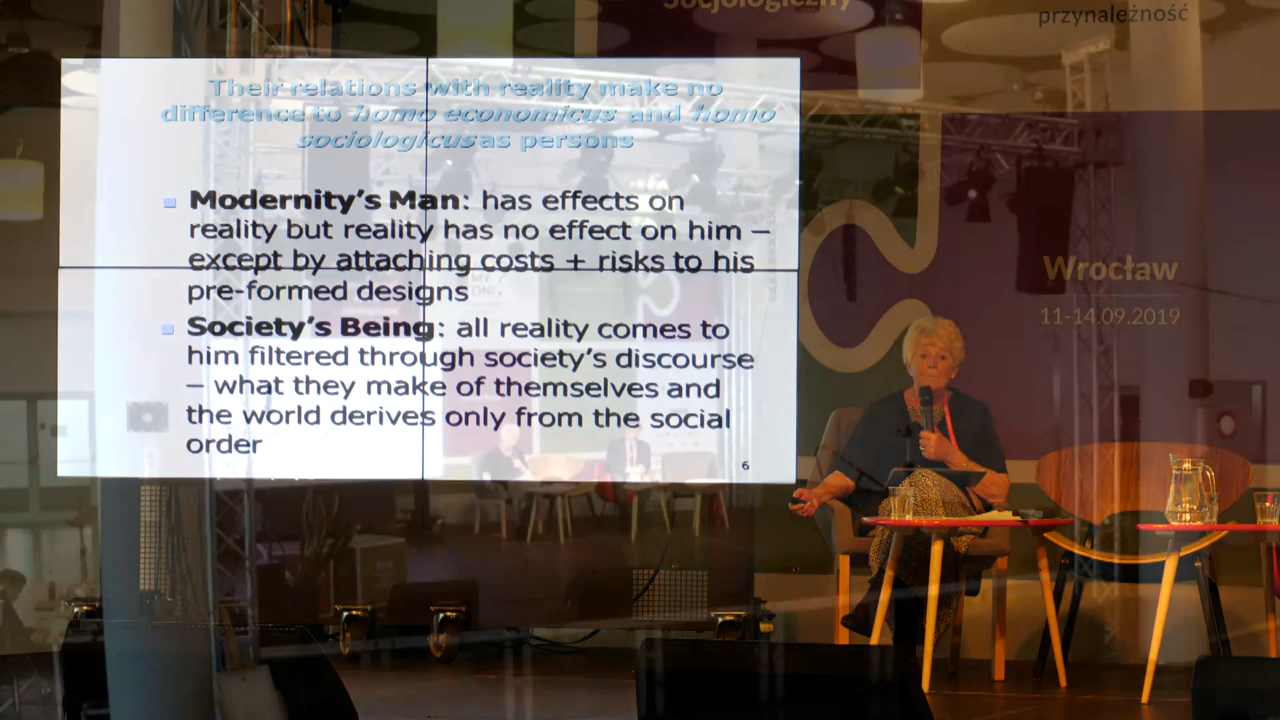 Socjologiczny
przynależność
Their relations with reality make no
difference to homo economicus and homo
sociologicus as persons
Modernity's Man: has effects on
reality but reality has no effect on him –
except by attaching costs + risks to his
pre-formed designs
Society's Being: all reality comes to
him filtered through society's discourse
– what they make of themselves and
the world derives only from the social
order
6
Wrocław
11-14.09.2019